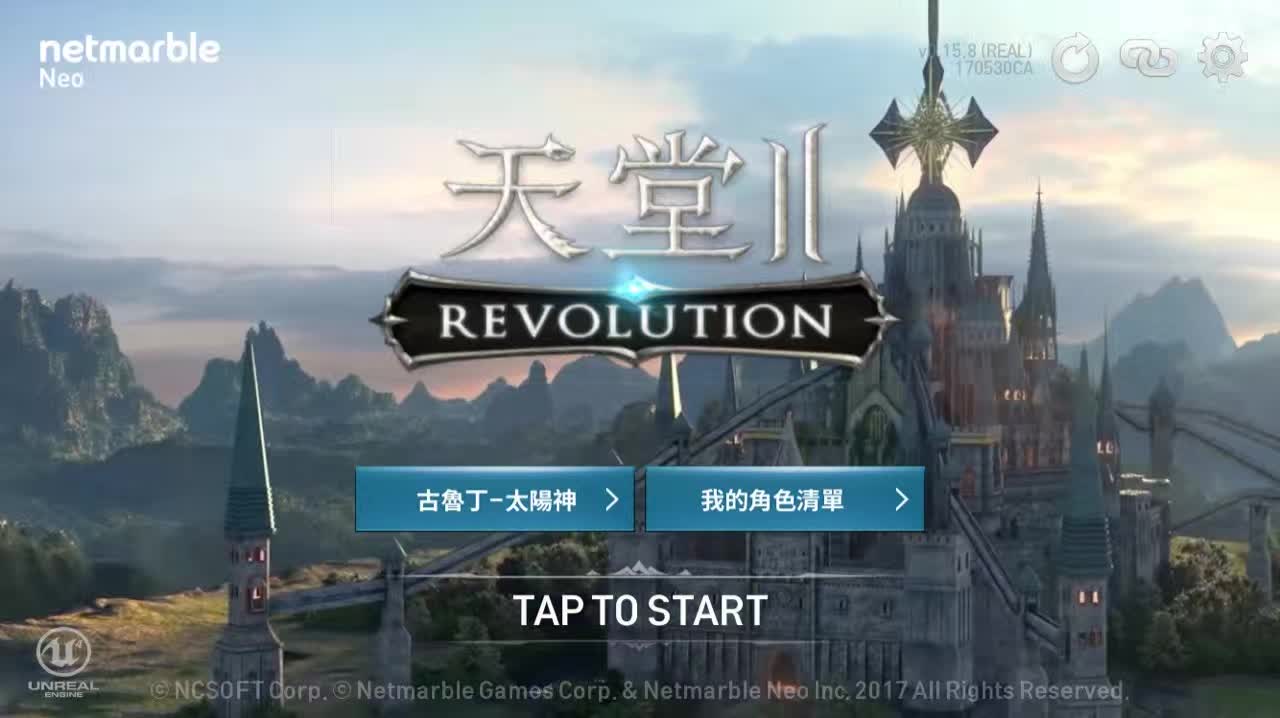 netmarble
Neo
v0.15.8 (REAL)
170530CA
天堂II
REVOLUTION
古魯丁-太陽神
我的角色清單
TAP TO START
UNREAL
ENGINE
© NCSOFT Corp. © Netmarble Games Corp. & Netmarble Neo Inc. 2017 All Rights Reserved.